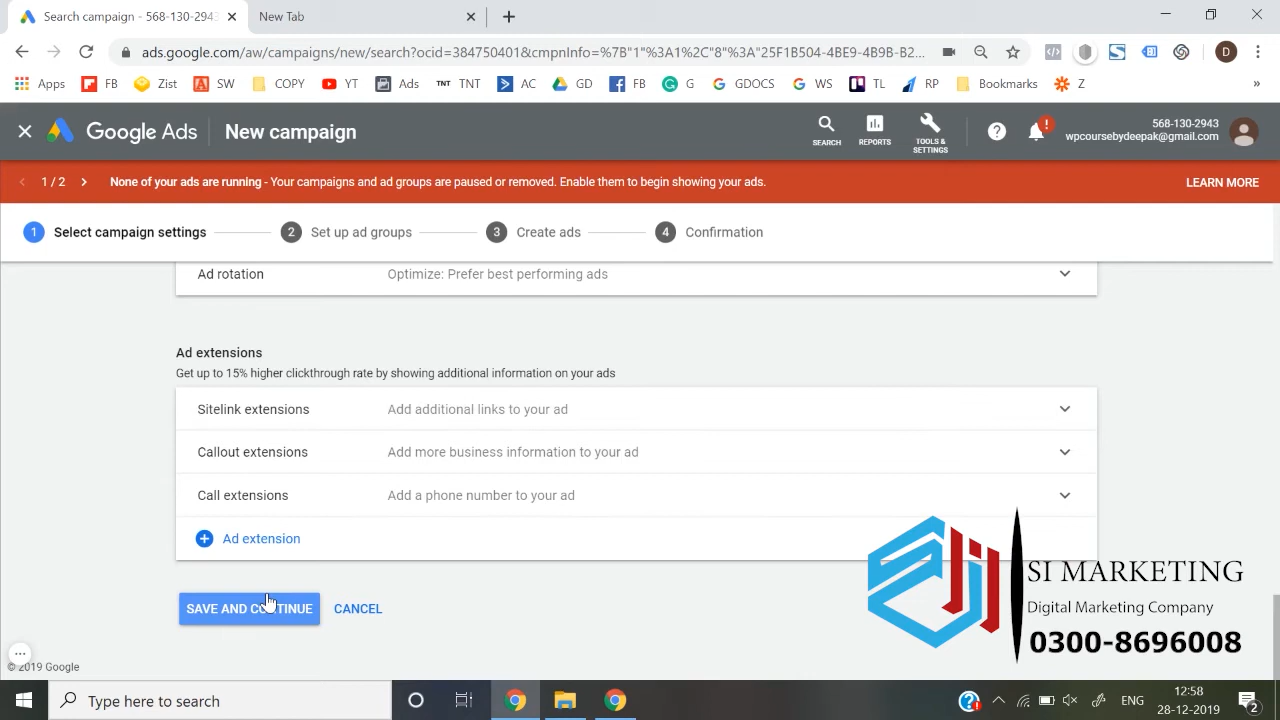 Search campaign - 568-130-2943
New Tab
ads.google.com/aw/campaigns/new/search?ocid=384750401&cmpnInfo=%7B"1"%3A1%2C"8"%3A"25F1B504-4BE9-4B9B-B2...
D
Apps FB Zist SW COPY YT Ads TNT TNT AC GD FB G GDOCS WS TL RP Bookmarks Z »
Google Ads New campaign
SEARCH
REPORTS
TOOLS & SETTINGS
568-130-2943
wpcoursebydeepak@gmail.com
1 / 2 None of your ads are running - Your campaigns and ad groups are paused or removed. Enable them to begin showing your ads. LEARN MORE
1 Select campaign settings 2 Set up ad groups 3 Create ads 4 Confirmation
Ad rotation Optimize: Prefer best performing ads
Ad extensions
Get up to 15% higher clickthrough rate by showing additional information on your ads
Sitelink extensions Add additional links to your ad
Callout extensions Add more business information to your ad
Call extensions Add a phone number to your ad
Ad extension
SAVE AND CONTINUE CANCEL
SI MARKETING
Digital Marketing Company
0300-8696008
© 2019 Google
Type here to search
ENG
12:58
28-12-2019
2